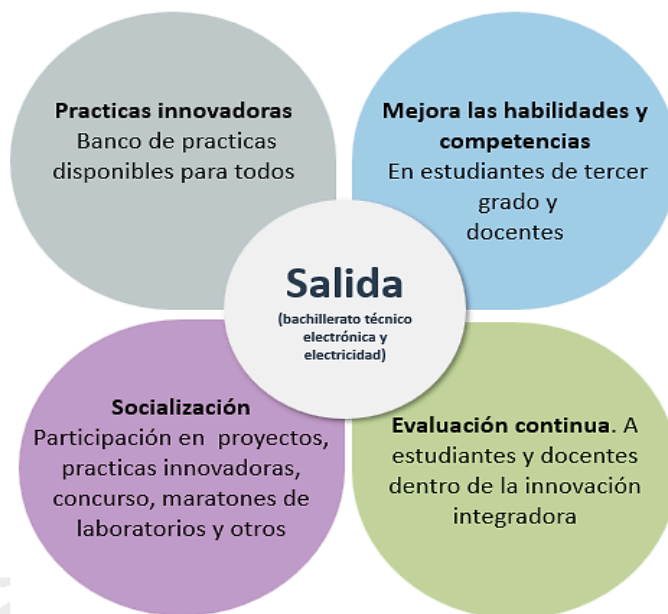 Practicas innovadoras
Banco de practicas
disponibles para todos
Mejora las habilidades y
competencias
En estudiantes de tercer
grado y
docentes
Salida
(bachillerato técnico
electrónica y
electricidad)
Socialización
Participación en proyectos,
practicas innovadoras,
concurso, maratones de
laboratorios y otros
Evaluación continua. A
estudiantes y docentes
dentro de la innovación
integradora